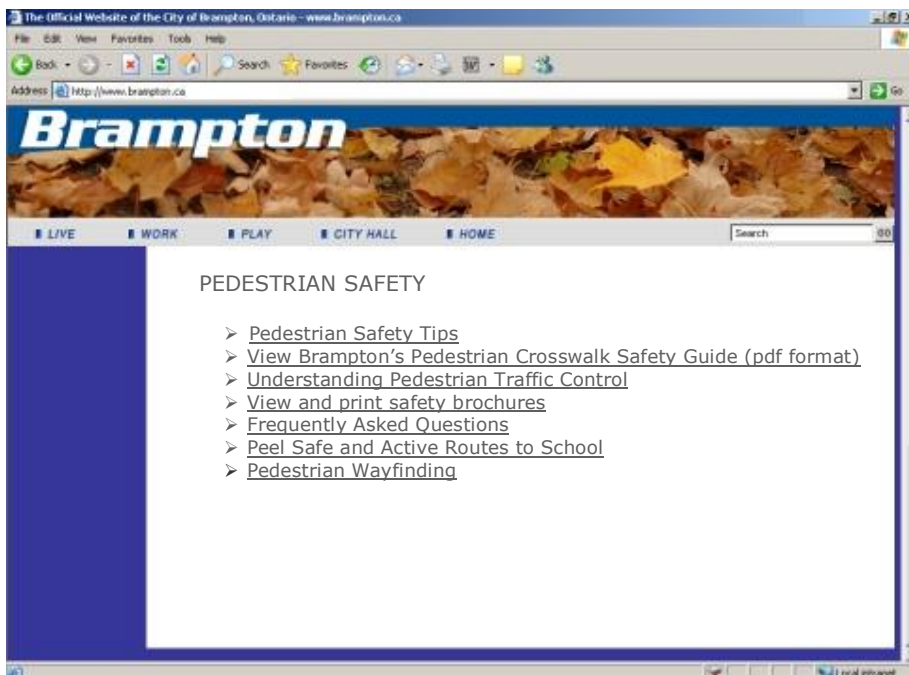 The Official Website of the City of Brampton, Ontario - www.brampton.ca
File Edit View Favorites Tools Help
Back Search Favorites
Address http://www.brampton.ca Go
Brampton
LIVE WORK PLAY CITY HALL HOME Search GO
PEDESTRIAN SAFETY
Pedestrian Safety Tips
View Brampton’s Pedestrian Crosswalk Safety Guide (pdf format)
Understanding Pedestrian Traffic Control
View and print safety brochures
Frequently Asked Questions
Peel Safe and Active Routes to School
Pedestrian Wayfinding
Local intranet